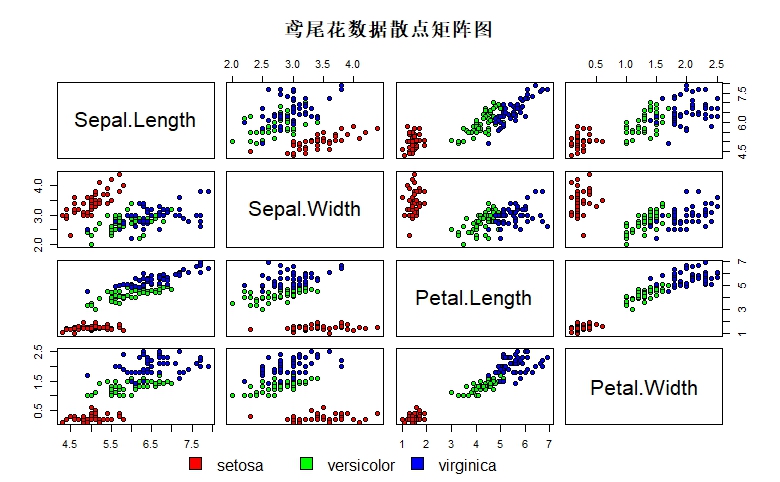 鸢尾花数据散点矩阵图
2.0 2.5 3.0 3.5 4.0
0.5 1.0 1.5 2.0 2.5
Sepal.Length
4.5 6.0 7.5
2.0 3.0 4.0
Sepal.Width
Petal.Length
1 3 5 7
0.5 1.5 2.5
Petal.Width
4.5 5.5 6.5 7.5
1 2 3 4 5 6 7
setosa versicolor virginica